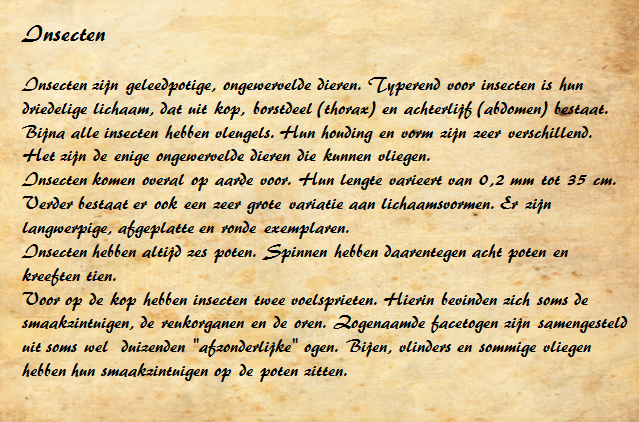 Insecten
Insecten zijn geleedpotige, ongewervelde dieren. Typerend voor insecten is hun
driedelige lichaam, dat uit kop, borstdeel (thorax) en achterlijf (abdomen) bestaat.
Bijna alle insecten hebben vleugels. Hun houding en vorm zijn zeer verschillend.
Het zijn de enige ongewervelde dieren die kunnen vliegen.
Insecten komen overal op aarde voor. Hun lengte varieert van 0,2 mm tot 35 cm.
Verder bestaat er ook een zeer grote variatie aan lichaamsvormen. Er zijn
langwerpige, afgeplatte en ronde exemplaren.
Insecten hebben altijd zes poten. Spinnen hebben daarentegen acht poten en
kreeften tien.
Voor op de kop hebben insecten twee voelsprieten. Hierin bevinden zich soms de
smaakzintuigen, de reukorganen en de oren. Zogenaamde facetogen zijn samengesteld
uit soms wel duizenden "afzonderlijke" ogen. Bijen, vlinders en sommige vliegen
hebben hun smaakzintuigen op de poten zitten.